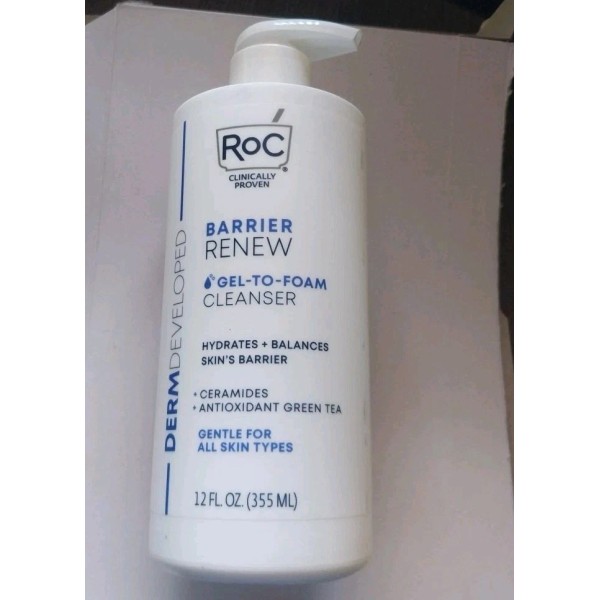 RoC
CLINICALLY
PROVEN
BARRIER
RENEW
GEL-TO-FOAM
CLEANSER
HYDRATES + BALANCES
SKIN'S BARRIER
• CERAMIDES
• ANTIOXIDANT GREEN TEA
GENTLE FOR
ALL SKIN TYPES
12 FL. OZ. (355 ML)
DERMDEVELOPED